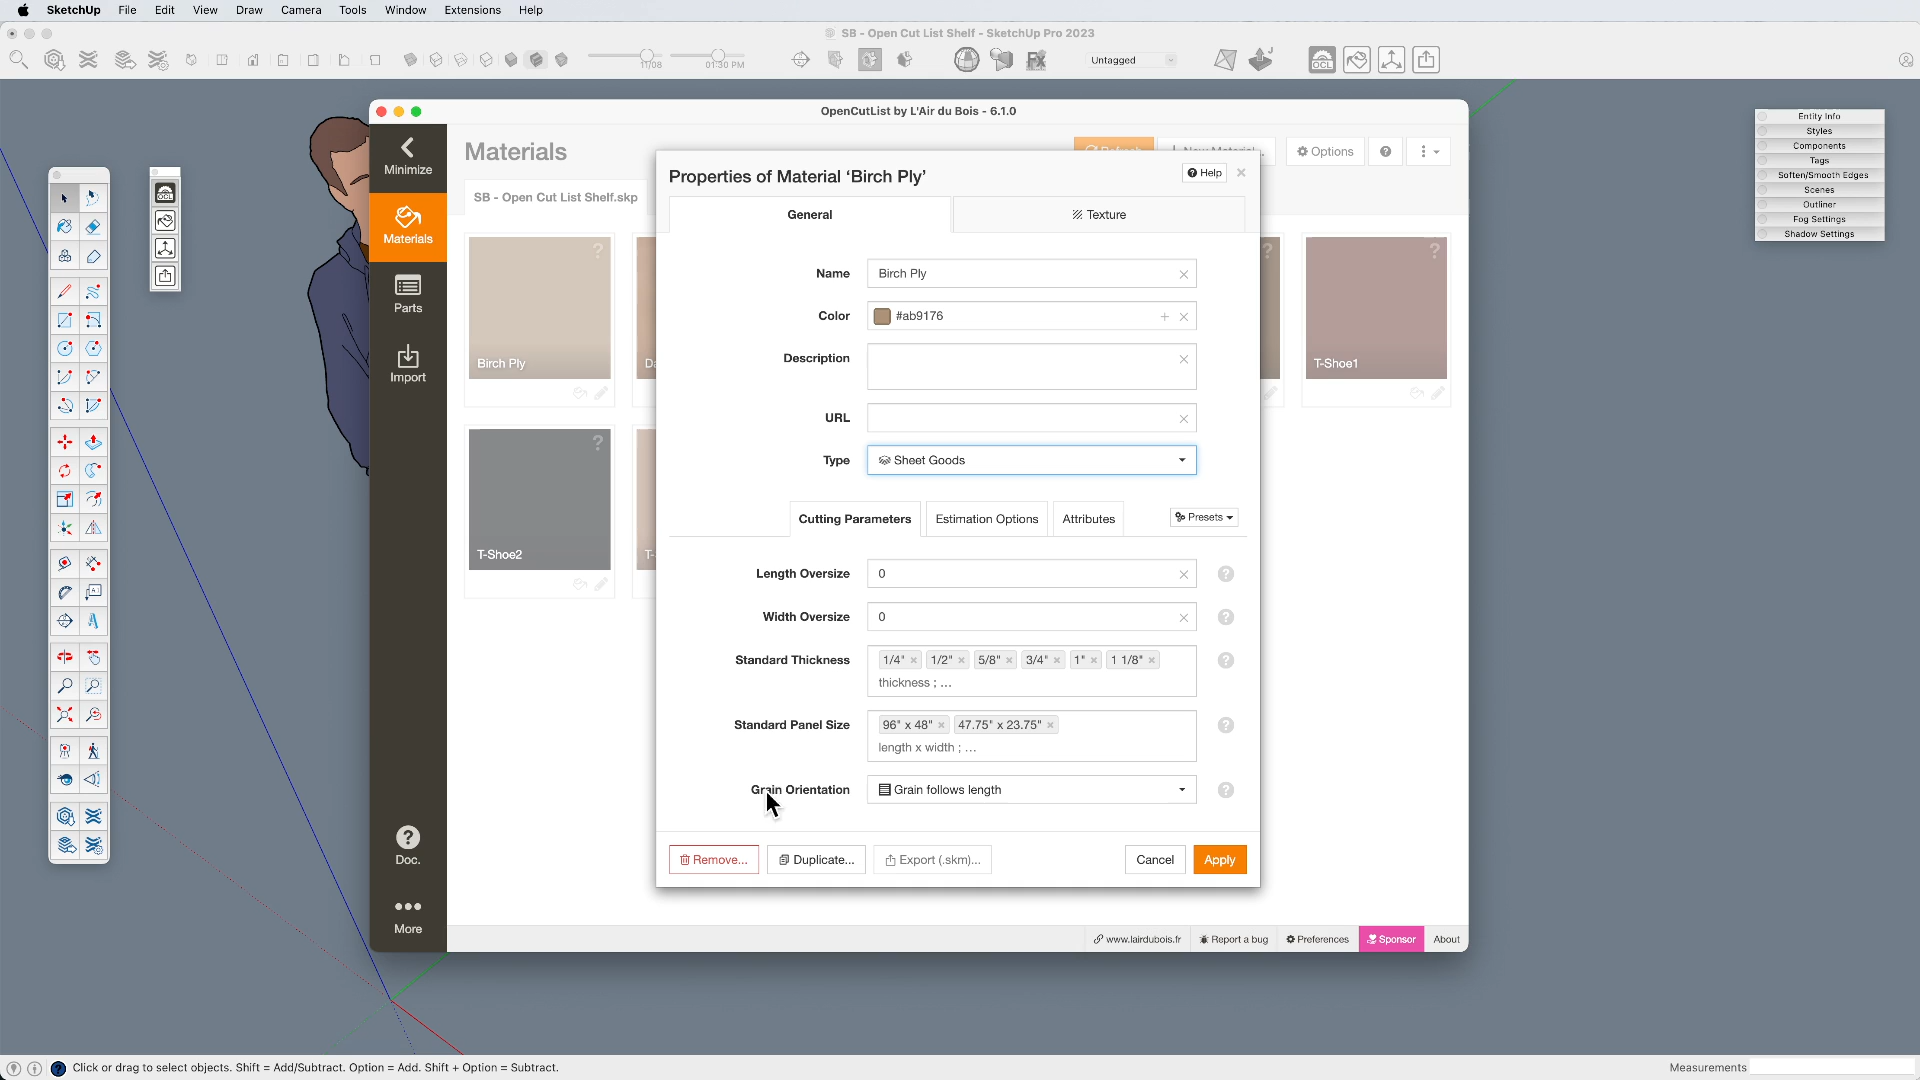 SketchUp File Edit View Draw Camera Tools Window Extensions Help
SB - Open Cut List Shelf - SketchUp Pro 2023
11/08 01:30 PM Untagged OCL
OpenCutList by L'Air du Bois - 6.1.0
Minimize
Materials
Parts
Import
Doc.
More
Materials
Options
SB - Open Cut List Shelf.skp
Birch Ply
T-Shoe1
T-Shoe2
Properties of Material ‘Birch Ply’
Help
General
Texture
Name Birch Ply
Color #ab9176
Description
URL
Type Sheet Goods
Cutting Parameters Estimation Options Attributes Presets
Length Oversize 0
Width Oversize 0
Standard Thickness 1/4" 1/2" 5/8" 3/4" 1" 1 1/8"
thickness ; ...
Standard Panel Size 96" x 48" 47.75" x 23.75"
length x width ; ...
Grain Orientation Grain follows length
Remove... Duplicate... Export (.skm)... Cancel Apply
www.lairdubois.fr Report a bug Preferences Sponsor About
Entity Info
Styles
Components
Tags
Soften/Smooth Edges
Scenes
Outliner
Fog Settings
Shadow Settings
Click or drag to select objects. Shift = Add/Subtract. Option = Add. Shift + Option = Subtract.
Measurements